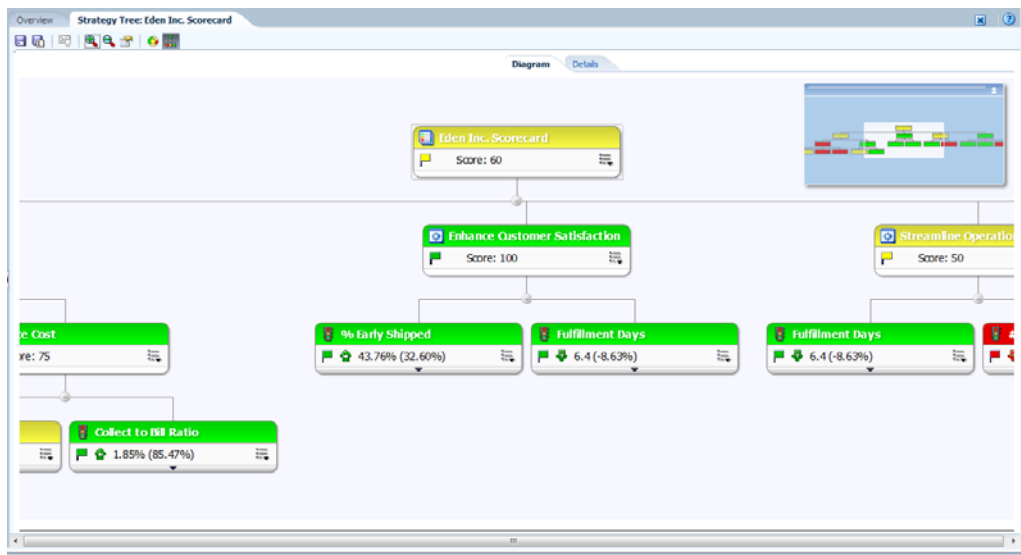 Overview
Strategy Tree: Eden Inc. Scorecard
Diagram
Details
Eden Inc. Scorecard
Score: 60
Enhance Customer Satisfaction
Score: 100
Streamline Operatio
Score: 50
e Cost
re: 75
% Early Shipped
43.76% (32.60%)
Fulfillment Days
6.4 (-8.63%)
Fulfillment Days
6.4 (-8.63%)
#
Collect to Bill Ratio
1.85% (85.47%)